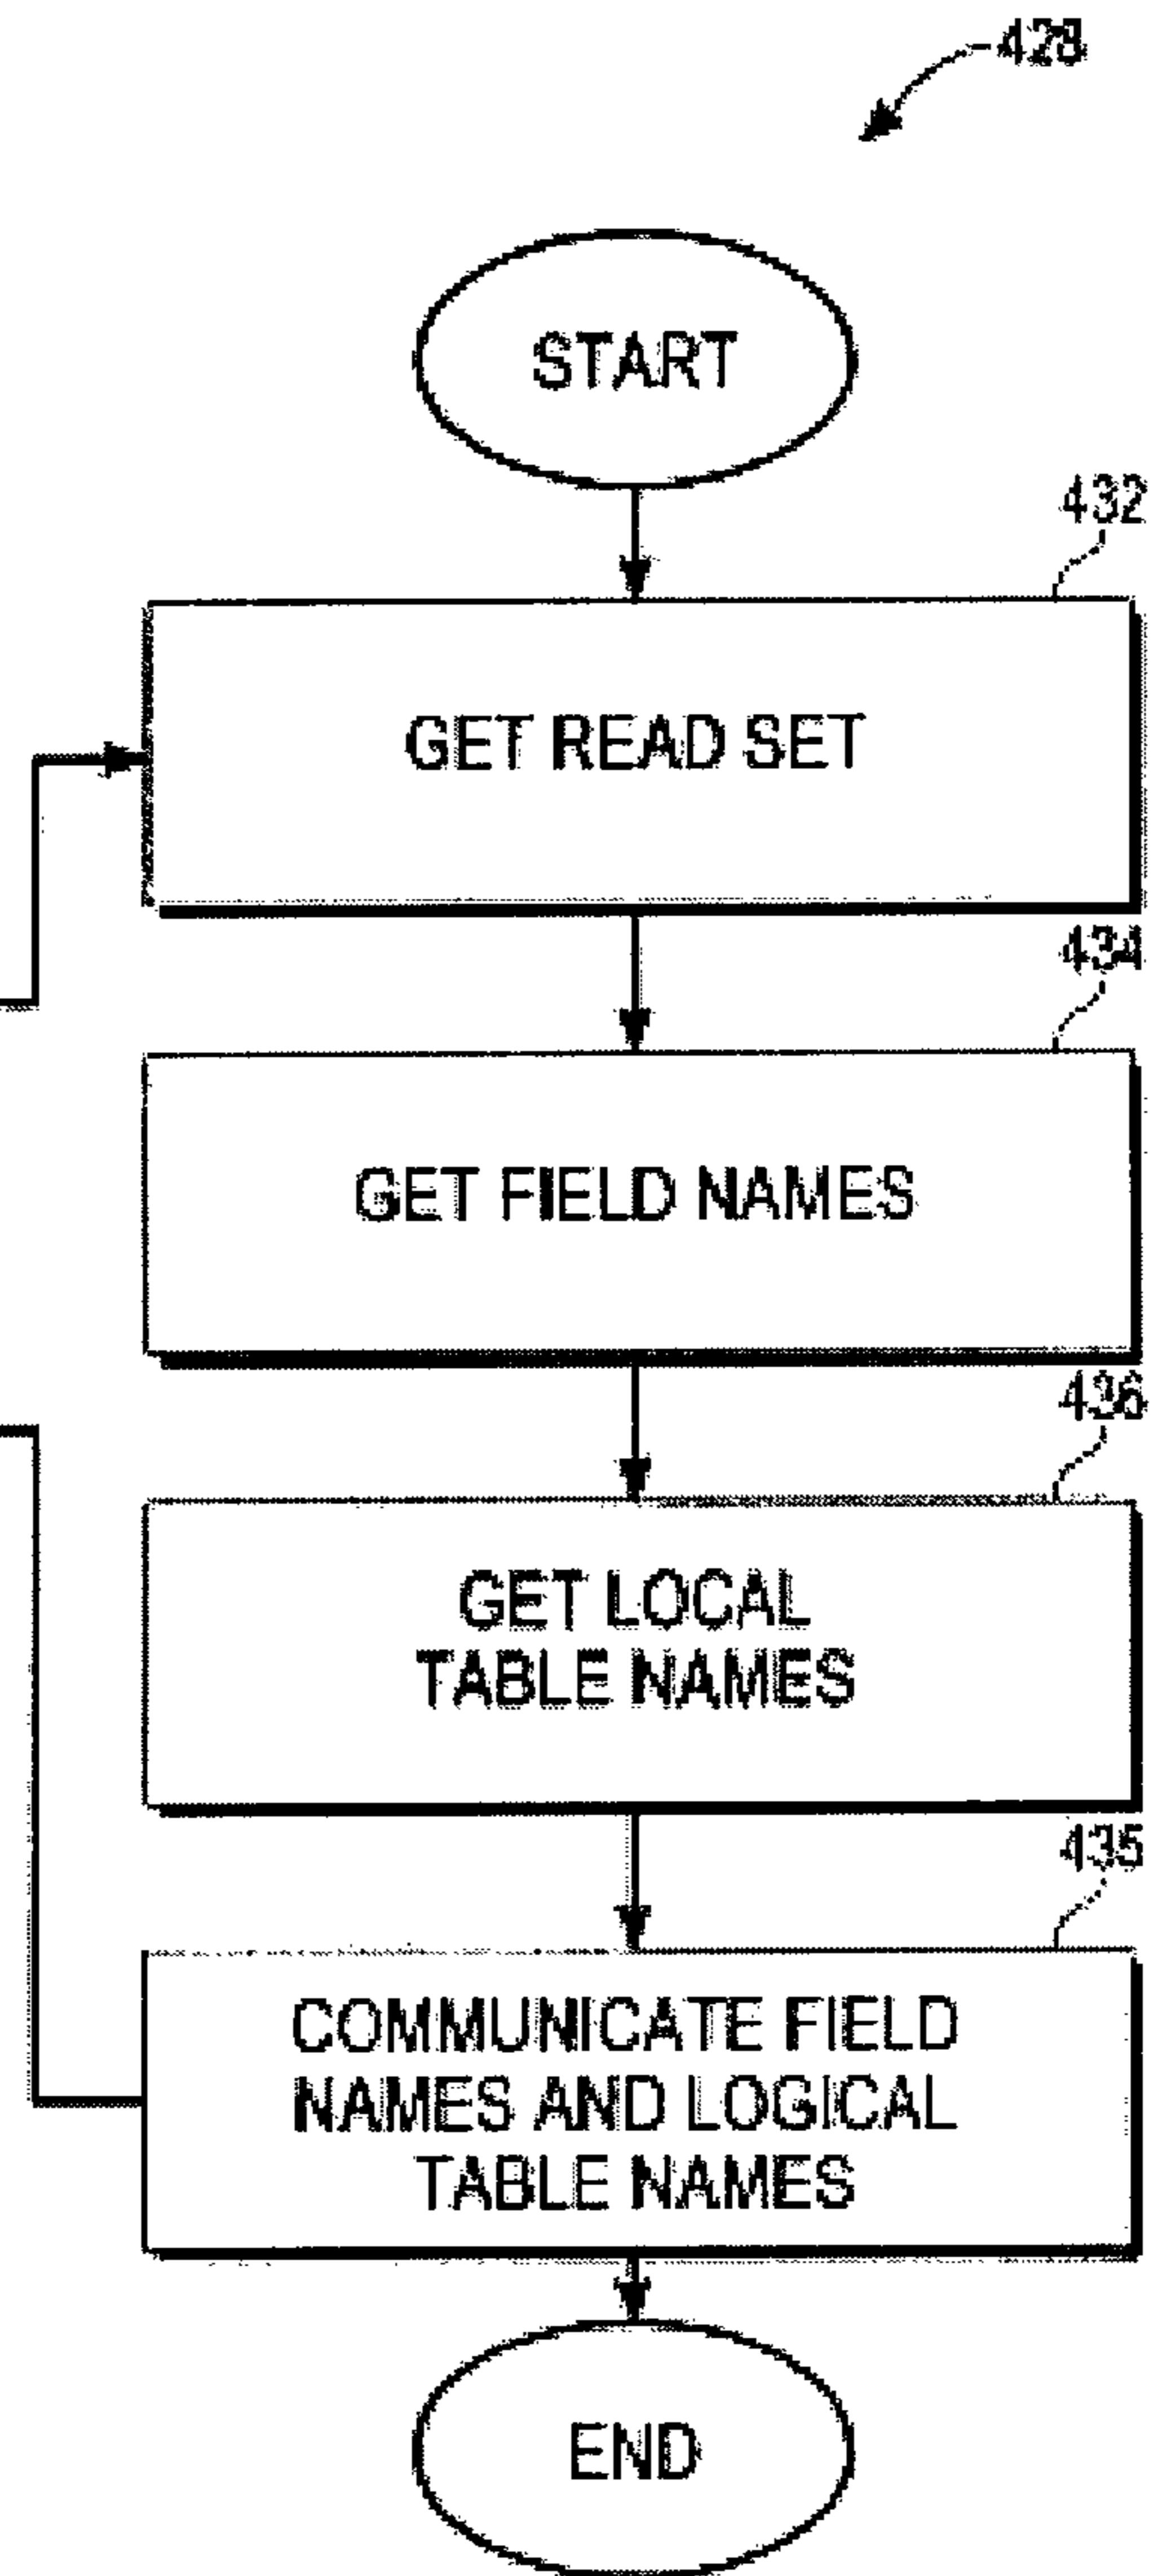 428
START
432
GET READ SET
434
GET FIELD NAMES
436
GET LOCAL
TABLE NAMES
435
COMMUNICATE FIELD
NAMES AND LOGICAL
TABLE NAMES
END